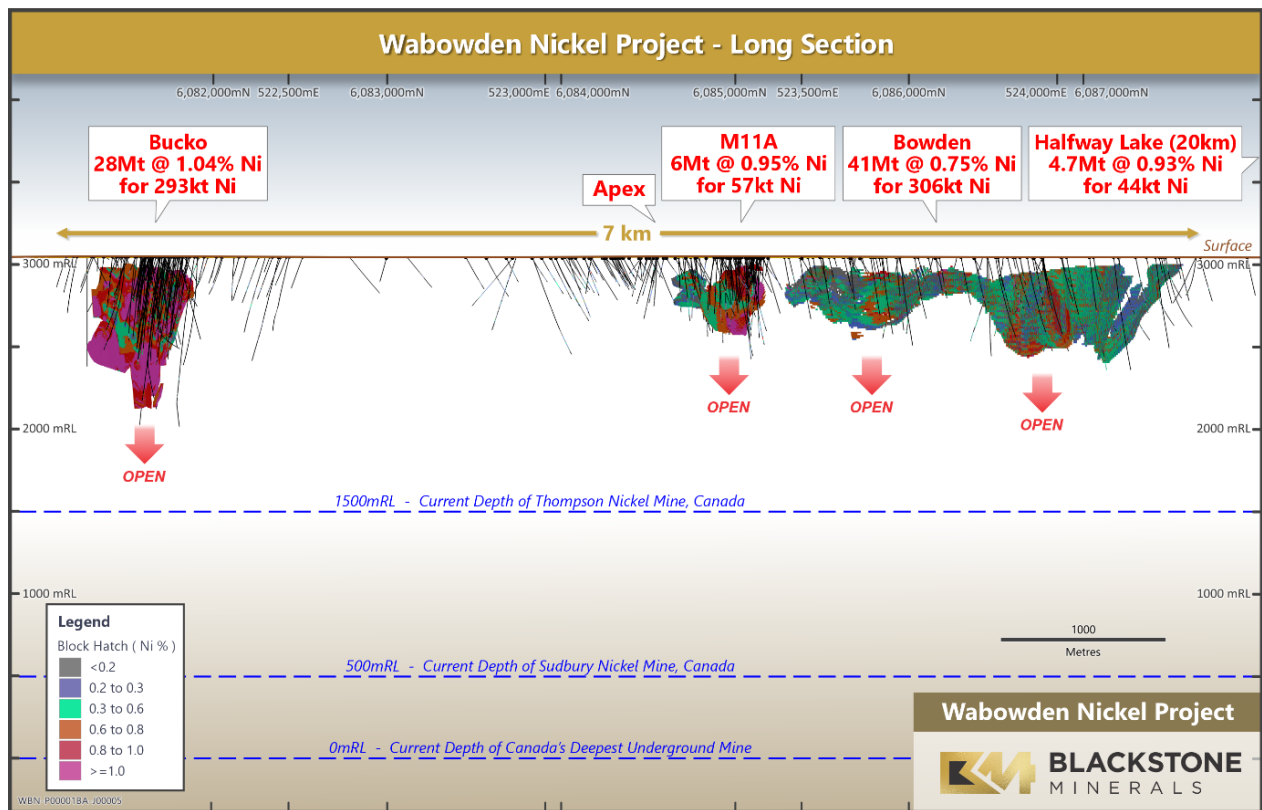 Wabowden Nickel Project - Long Section
6,082,000mN 522,500mE 6,083,000mN 523,000mE 6,084,000mN 6,085,000mN 523,500mE 6,086,000mN 524,000mE 6,087,000mN
Bucko
28Mt @ 1.04% Ni
for 293kt Ni
Apex
M11A
6Mt @ 0.95% Ni
for 57kt Ni
Bowden
41Mt @ 0.75% Ni
for 306kt Ni
Halfway Lake (20km)
4.7Mt @ 0.93% Ni
for 44kt Ni
7 km
Surface
3000 mRL
3000 mRL
OPEN
OPEN
OPEN
2000 mRL
2000 mRL
OPEN
1500mRL - Current Depth of Thompson Nickel Mine, Canada
1000 mRL
1000 mRL
Legend
Block Hatch ( Ni % )
<0.2
0.2 to 0.3
0.3 to 0.6
0.6 to 0.8
0.8 to 1.0
>=1.0
1000
Metres
500mRL - Current Depth of Sudbury Nickel Mine, Canada
0mRL - Current Depth of Canada's Deepest Underground Mine
Wabowden Nickel Project
BLACKSTONE
MINERALS
WBN_P00001BA_J00005